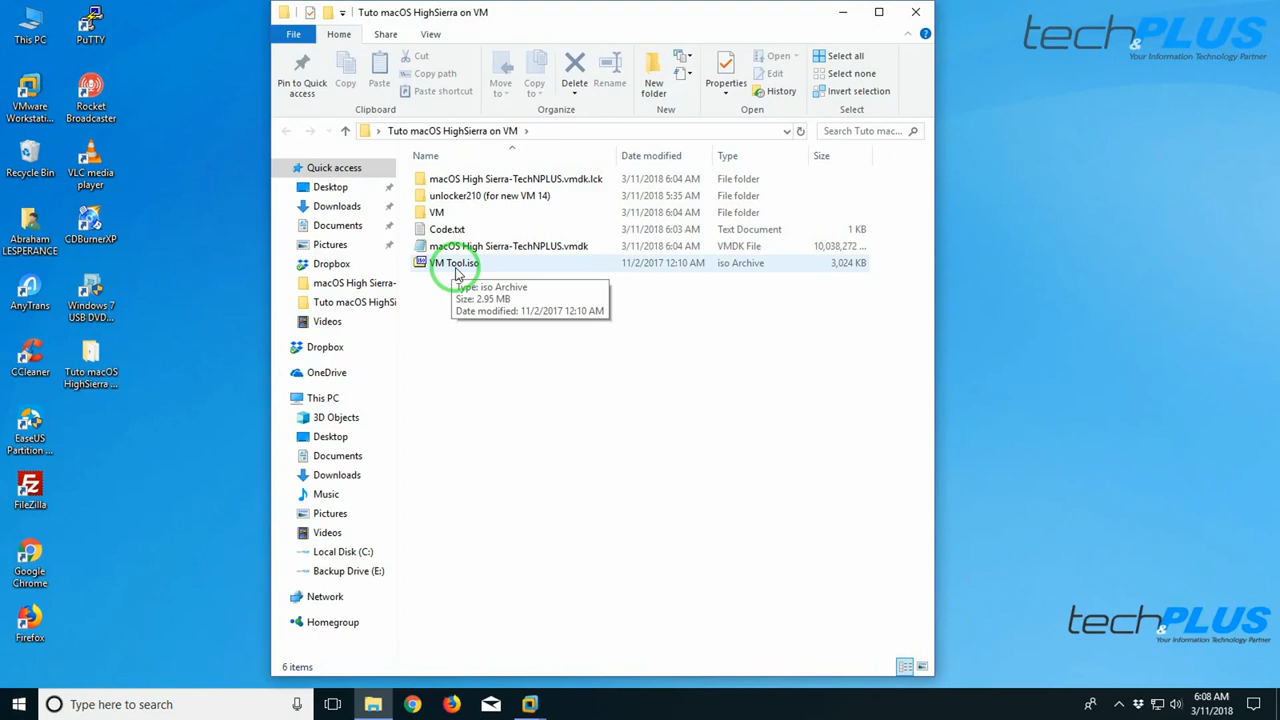 Tuto macOS HighSierra on VM
File
Home
Share
View
Pin to Quick access
Copy
Paste
Cut
Copy path
Paste shortcut
Clipboard
Move to
Copy to
Delete
Rename
Organize
New folder
New
Properties
Open
Edit
History
Open
Select all
Select none
Invert selection
Select
Tuto macOS HighSierra on VM
Search Tuto mac...
Name
Date modified
Type
Size
macOS High Sierra-TechNPLUS.vmdk.lck 3/11/2018 6:04 AM File folder
unlocker210 (for new VM 14) 3/11/2018 5:35 AM File folder
VM 3/11/2018 6:04 AM File folder
Code.txt 3/11/2018 6:03 AM Text Document 1 KB
macOS High Sierra-TechNPLUS.vmdk 3/11/2018 6:04 AM VMDK File 10,038,272 ...
VM Tool.iso 11/2/2017 12:10 AM iso Archive 3,024 KB
Type: iso Archive
Size: 2.95 MB
Date modified: 11/2/2017 12:10 AM
Quick access
Desktop
Downloads
Documents
Pictures
Dropbox
macOS High Sierra-
Tuto macOS HighSi
Videos
Dropbox
OneDrive
This PC
3D Objects
Desktop
Documents
Downloads
Music
Pictures
Videos
Local Disk (C:)
Backup Drive (E:)
Network
Homegroup
6 items
This PC
PuTTY
VMware Workstati...
Rocket Broadcaster
Recycle Bin
VLC media player
Abraham LESPERANCE
CDBurnerXP
AnyTrans
Windows 7 USB DVD...
CCleaner
Tuto macOS HighSierra ...
EaseUS Partition ...
FileZilla
Google Chrome
Firefox
tech&PLUS
Your Information Technology Partner
tech&PLUS
Your Information Technology Partner
Type here to search
6:08 AM
3/11/2018